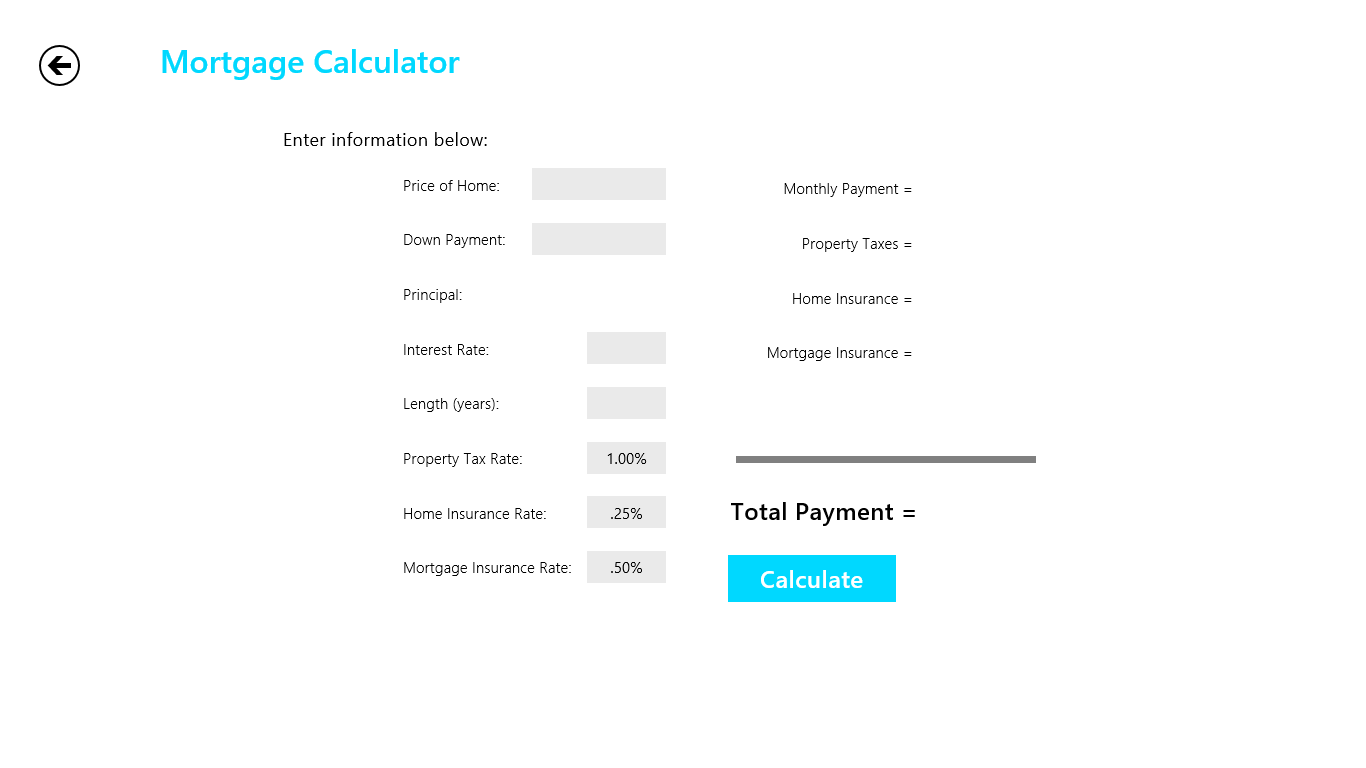 Mortgage Calculator
Enter information below:
Price of Home:
Down Payment:
Principal:
Interest Rate:
Length (years):
Property Tax Rate: 1.00%
Home Insurance Rate: .25%
Mortgage Insurance Rate: .50%
Monthly Payment =
Property Taxes =
Home Insurance =
Mortgage Insurance =
Total Payment =
Calculate